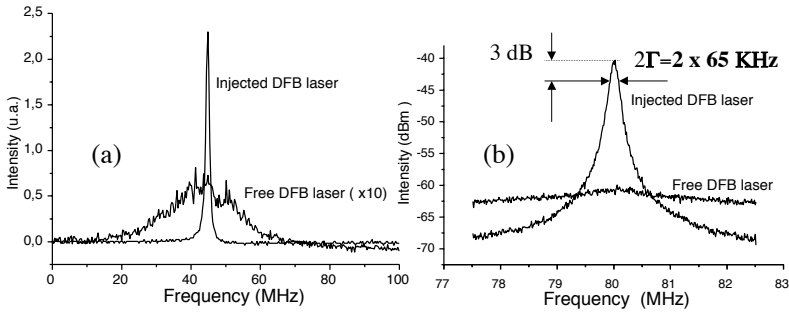 2,5
2,0
1,5
1,0
0,5
0,0
Intensity (u.a.)
(a)
Injected DFB laser
Free DFB laser ( x10)
0 20 40 60 80 100
Frequency (MHz)
-40
-45
-50
-55
-60
-65
-70
Intensity (dBm)
(b)
3 dB
2Γ=2 x 65 KHz
Injected DFB laser
Free DFB laser
77 78 79 80 81 82 83
Frequency (MHz)